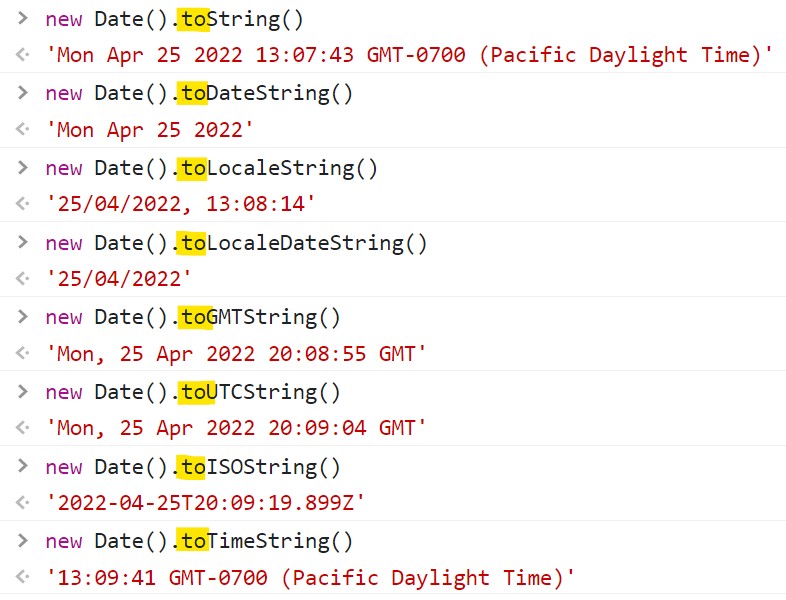 > new Date().toString()
<· 'Mon Apr 25 2022 13:07:43 GMT-0700 (Pacific Daylight Time)'
> new Date().toDateString()
<· 'Mon Apr 25 2022'
> new Date().toLocaleString()
<· '25/04/2022, 13:08:14'
> new Date().toLocaleDateString()
<· '25/04/2022'
> new Date().toGMTString()
<· 'Mon, 25 Apr 2022 20:08:55 GMT'
> new Date().toUTCString()
<· 'Mon, 25 Apr 2022 20:09:04 GMT'
> new Date().toISOString()
<· '2022-04-25T20:09:19.899Z'
> new Date().toTimeString()
<· '13:09:41 GMT-0700 (Pacific Daylight Time)'